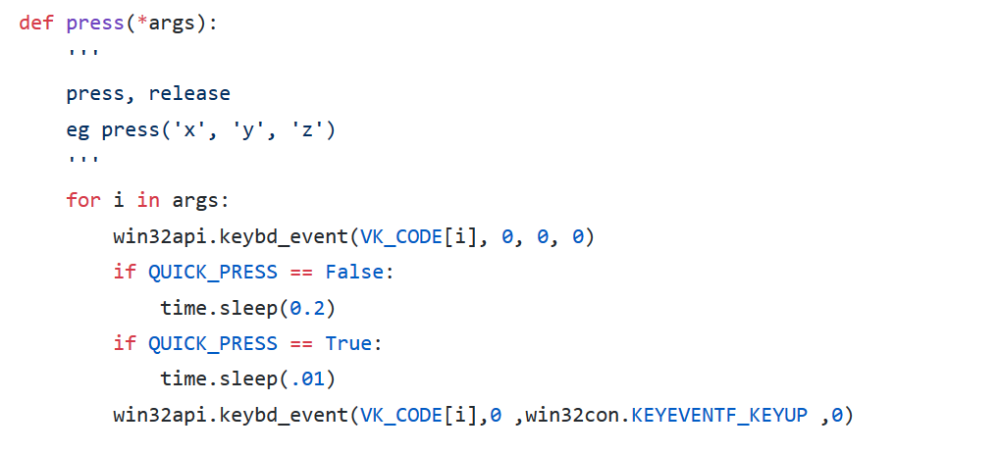 def press(*args):
    '''
    press, release
    eg press('x', 'y', 'z')
    '''
    for i in args:
        win32api.keybd_event(VK_CODE[i], 0, 0, 0)
        if QUICK_PRESS == False:
            time.sleep(0.2)
        if QUICK_PRESS == True:
            time.sleep(.01)
        win32api.keybd_event(VK_CODE[i],0 ,win32con.KEYEVENTF_KEYUP ,0)